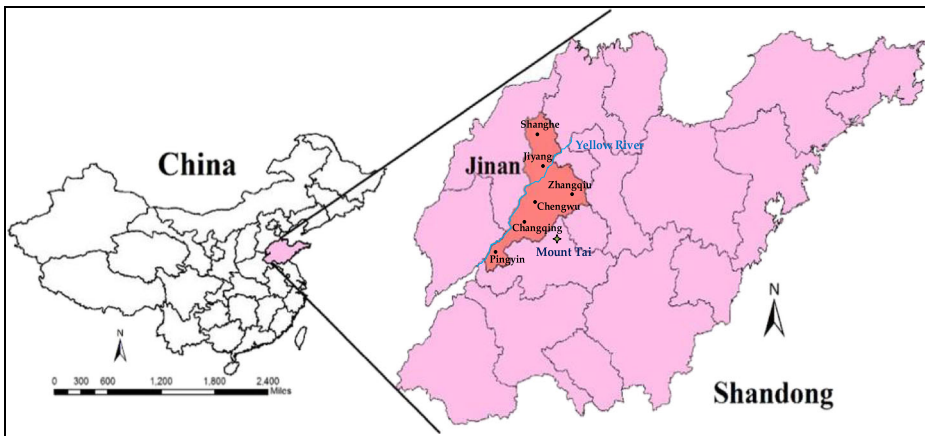 China
N
0 300 600 1,200 1,800 2,400
Miles
Shanghe
Yellow River
Jiyang
Jinan
Zhangqiu
Chengwu
Changqing
Mount Tai
Pingyin
N
Shandong